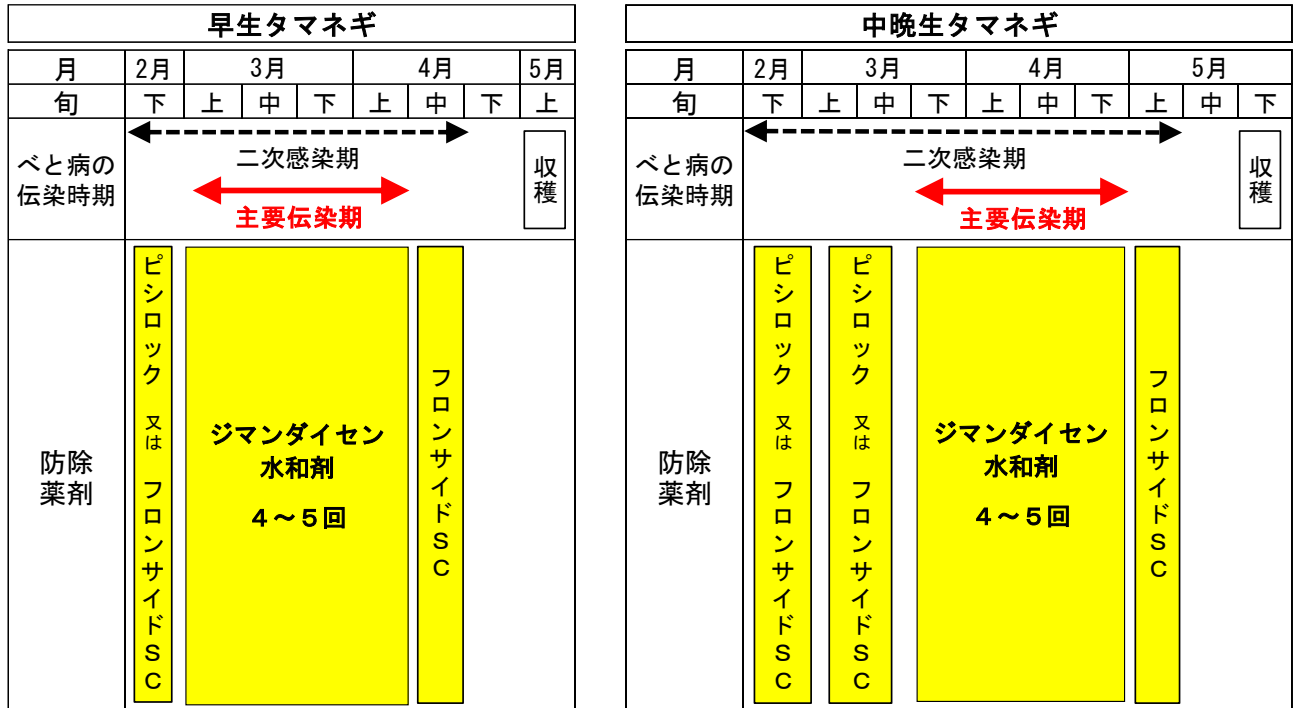 早生タマネギ
月 2月 3月 4月 5月
旬 下 上 中 下 上 中 下 上
べと病の
伝染時期
二次感染期
主要伝染期
収穫
防除
薬剤
ピシロック 又は フロンサイドSC
ジマンダイセン
水和剤
4~5回
フロンサイドSC
中晩生タマネギ
月 2月 3月 4月 5月
旬 下 上 中 下 上 中 下 上 中 下
べと病の
伝染時期
二次感染期
主要伝染期
収穫
防除
薬剤
ピシロック 又は フロンサイドSC
ピシロック 又は フロンサイドSC
ジマンダイセン
水和剤
4~5回
フロンサイドSC